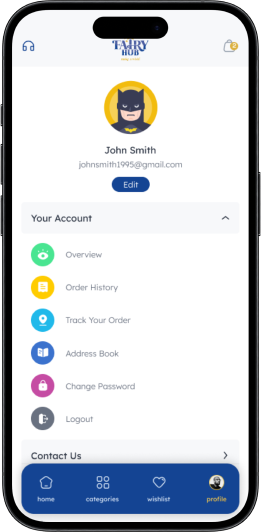 FAIRY
HUB
John Smith
johnsmith1995@gmail.com
Edit
Your Account
Overview
Order History
Track Your Order
Address Book
Change Password
Logout
Contact Us
home
categories
wishlist
profile